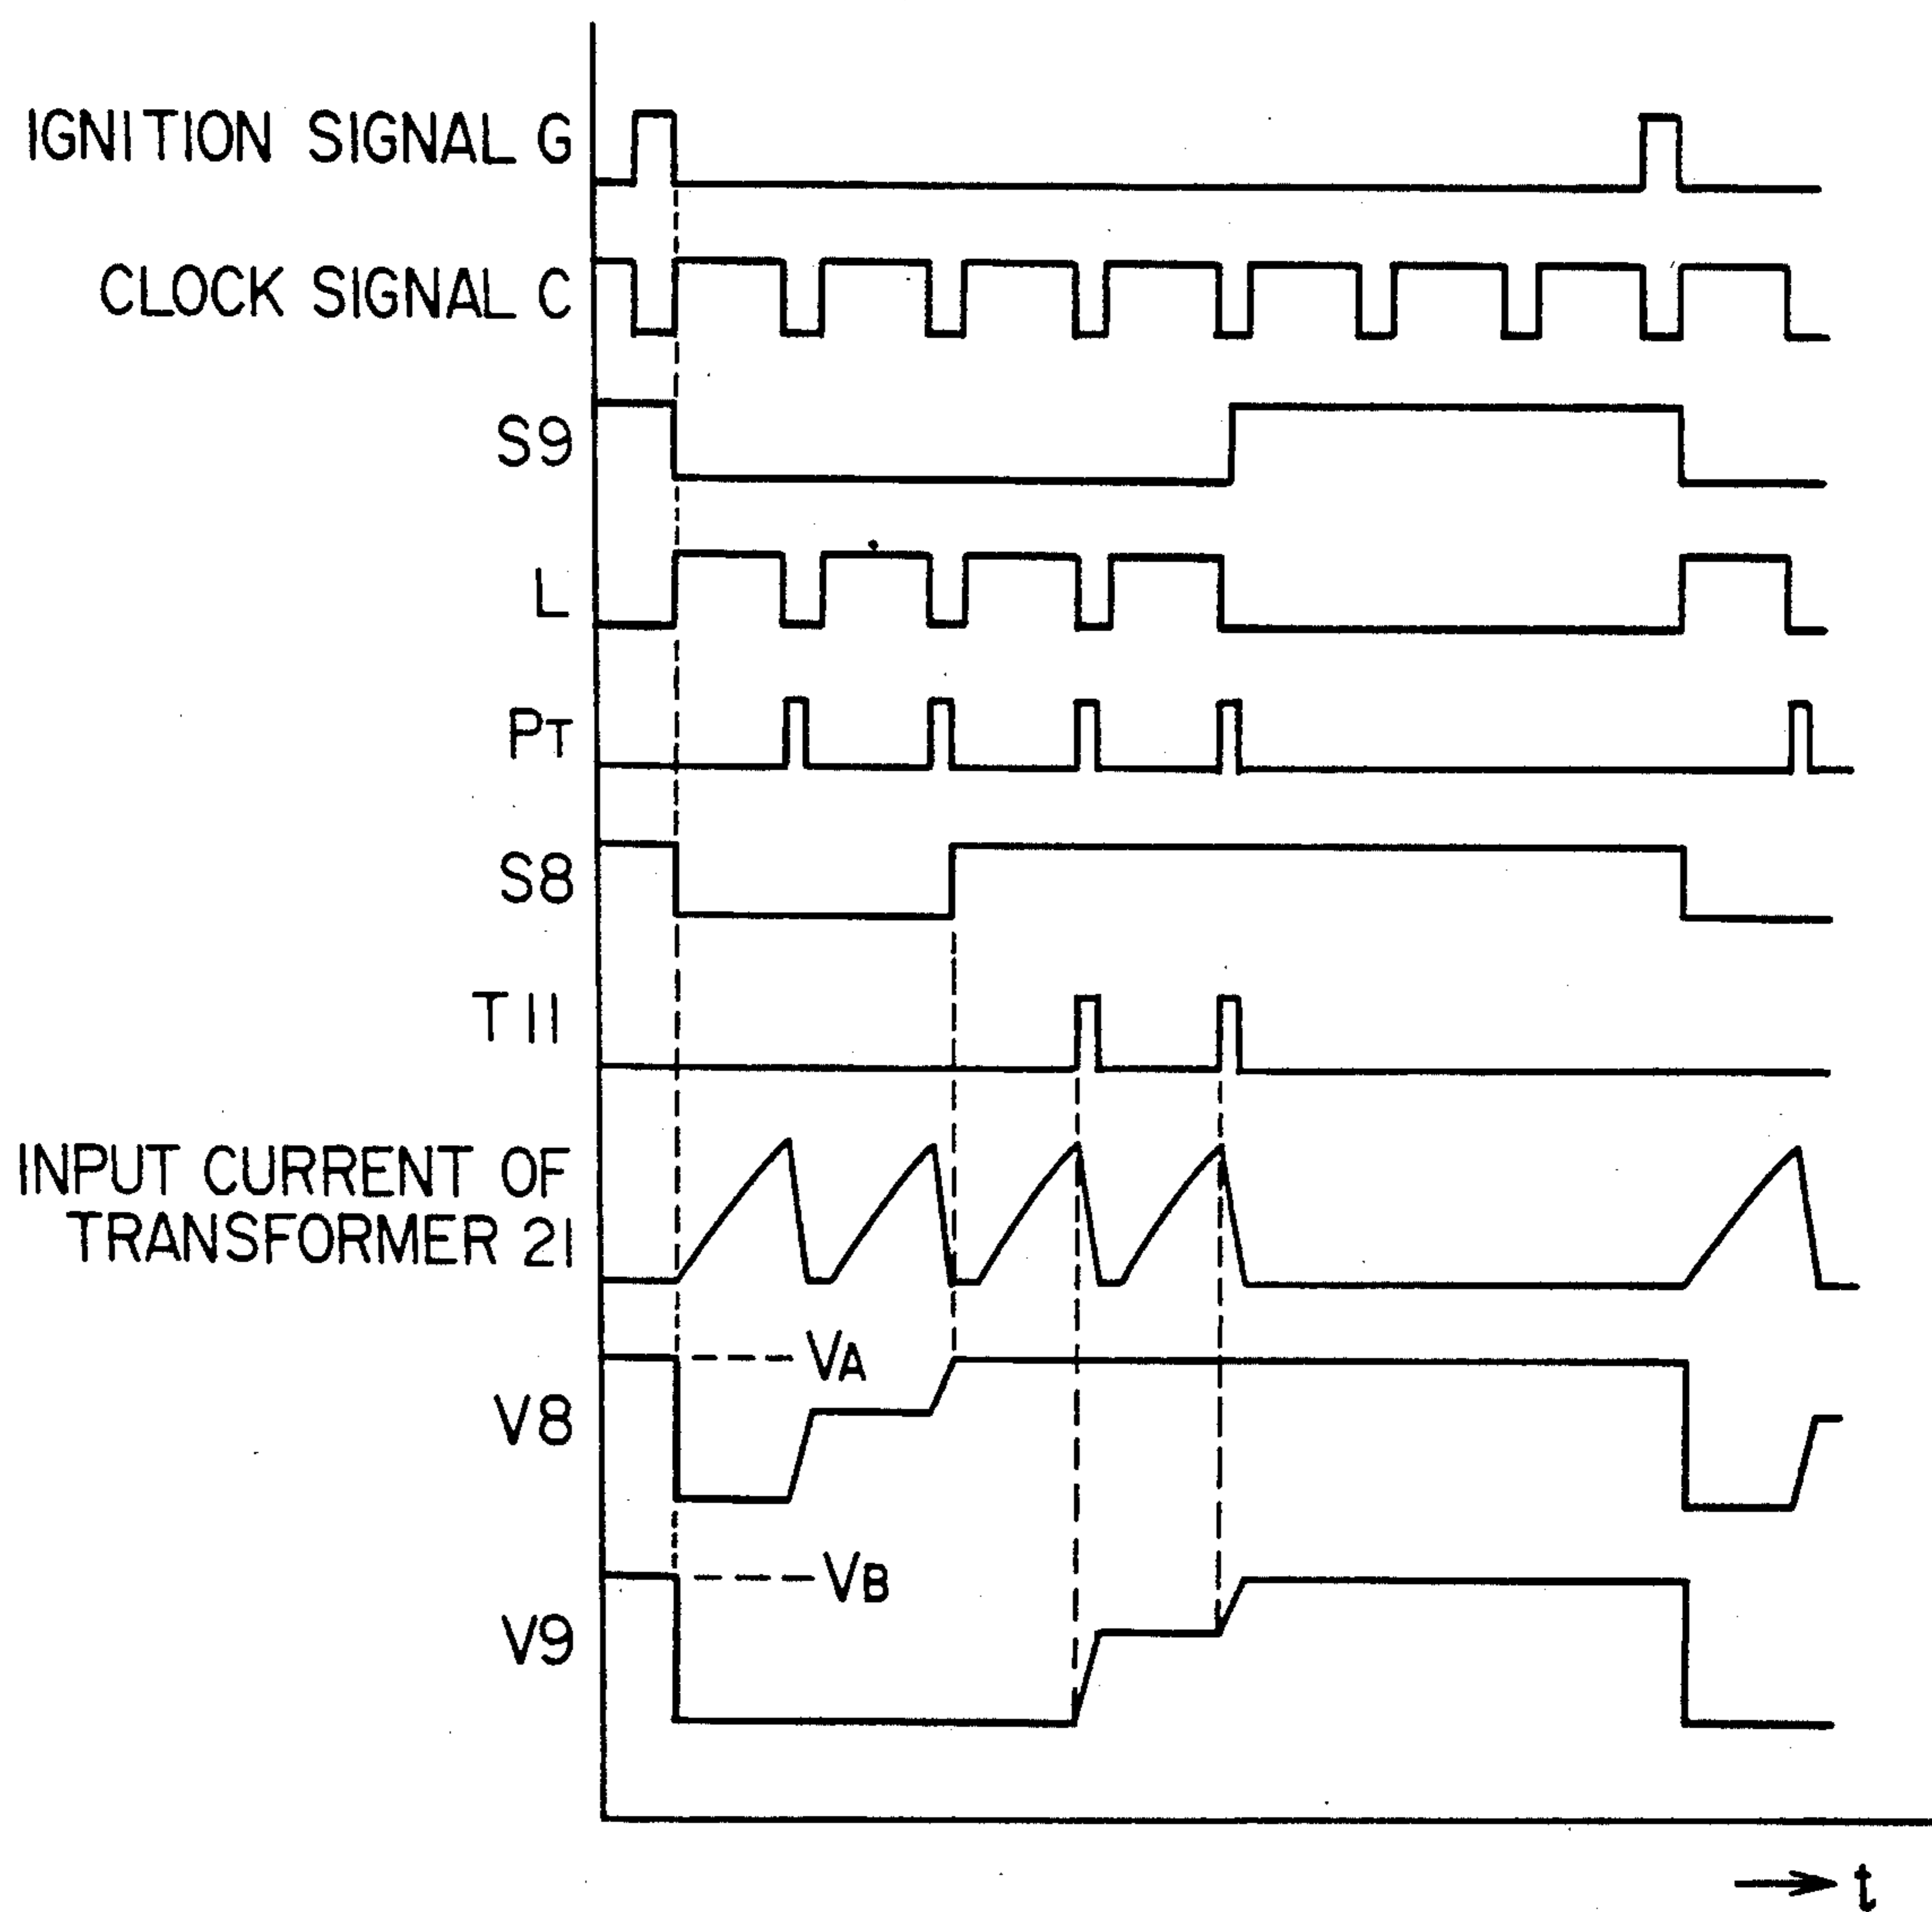 IGNITION SIGNAL G
CLOCK SIGNAL C
S9
L
PT
S8
T11
INPUT CURRENT OF
TRANSFORMER 21
VA
V8
VB
V9
t